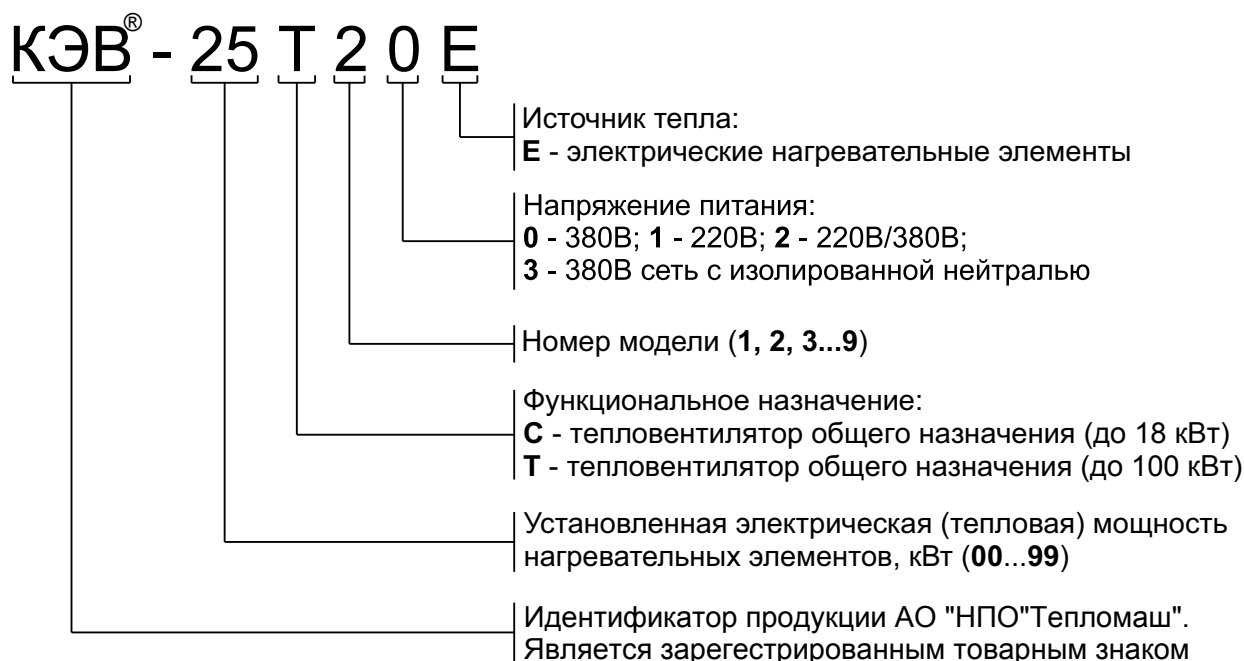 КЭВ® - 25 Т 2 0 Е
Источник тепла:
Е - электрические нагревательные элементы
Напряжение питания:
0 - 380В; 1 - 220В; 2 - 220В/380В;
3 - 380В сеть с изолированной нейтралью
Номер модели (1, 2, 3...9)
Функциональное назначение:
С - тепловентилятор общего назначения (до 18 кВт)
Т - тепловентилятор общего назначения (до 100 кВт)
Установленная электрическая (тепловая) мощность
нагревательных элементов, кВт (00...99)
Идентификатор продукции АО "НПО"Тепломаш".
Является зарегестрированным товарным знаком